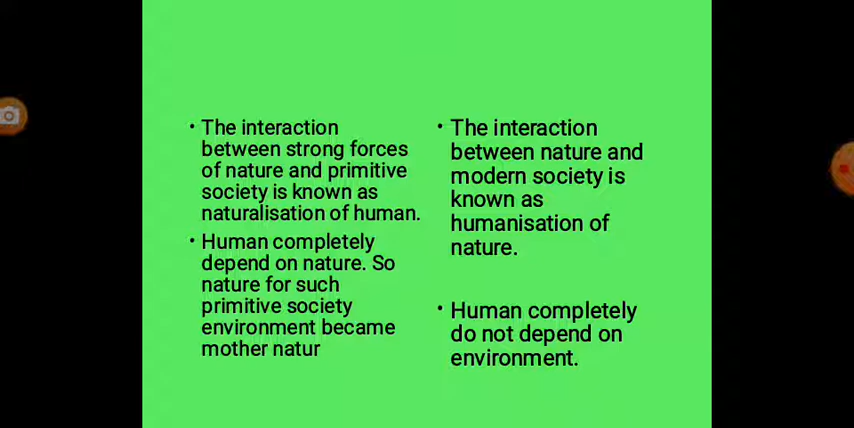 • The interaction
between strong forces
of nature and primitive
society is known as
naturalisation of human.
• Human completely
depend on nature. So
nature for such
primitive society
environment became
mother natur
• The interaction
between nature and
modern society is
known as
humanisation of
nature.
• Human completely
do not depend on
environment.